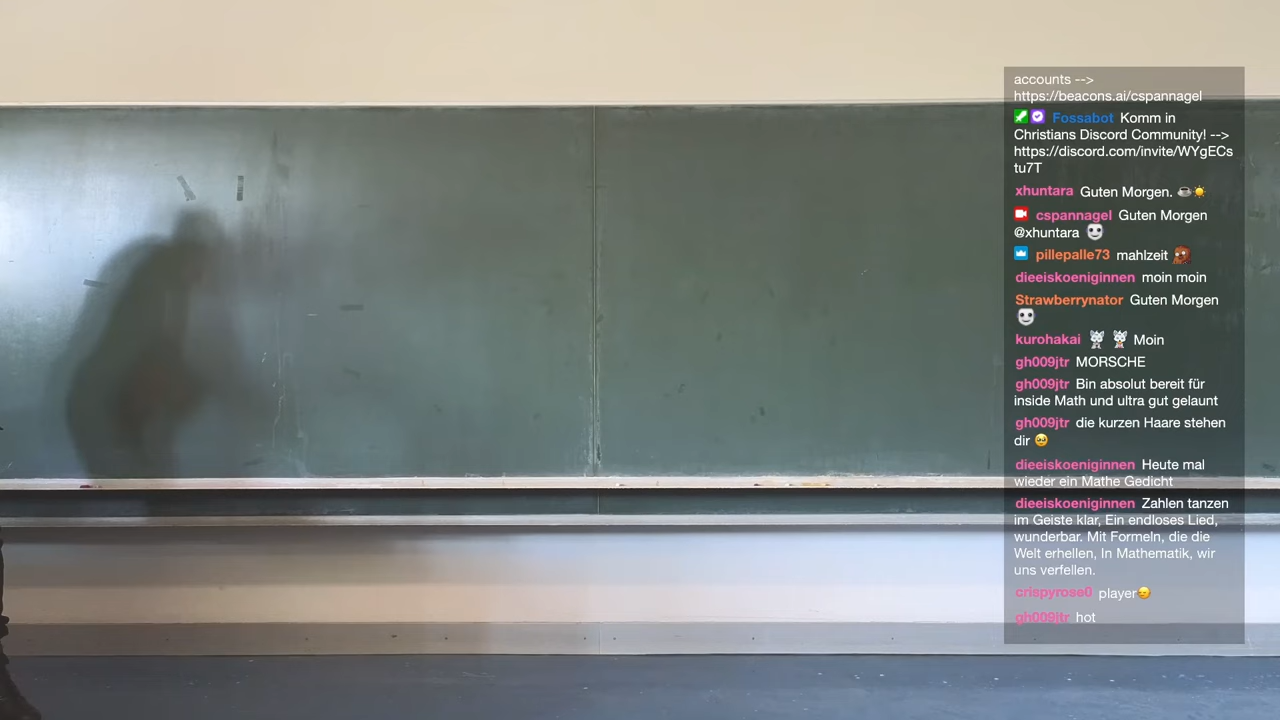 accounts -->
https://beacons.ai/cspannagel
Fossabot Komm in
Christians Discord Community! -->
https://discord.com/invite/WYgECs
tu7T
xhuntara Guten Morgen. ☕☀️
cspannagel Guten Morgen
@xhuntara
pillepalle73 mahlzeit
dieeiskoeniginnen moin moin
Strawberrynator Guten Morgen
kurohakai Moin
gh009jtr MORSCHE
gh009jtr Bin absolut bereit für
inside Math und ultra gut gelaunt
gh009jtr die kurzen Haare stehen
dir 🥹
dieeiskoeniginnen Heute mal
wieder ein Mathe Gedicht
dieeiskoeniginnen Zahlen tanzen
im Geiste klar, Ein endloses Lied,
wunderbar. Mit Formeln, die die
Welt erhellen, In Mathematik, wir
uns verfellen.
crispyrose0 player😑
gh009jtr hot